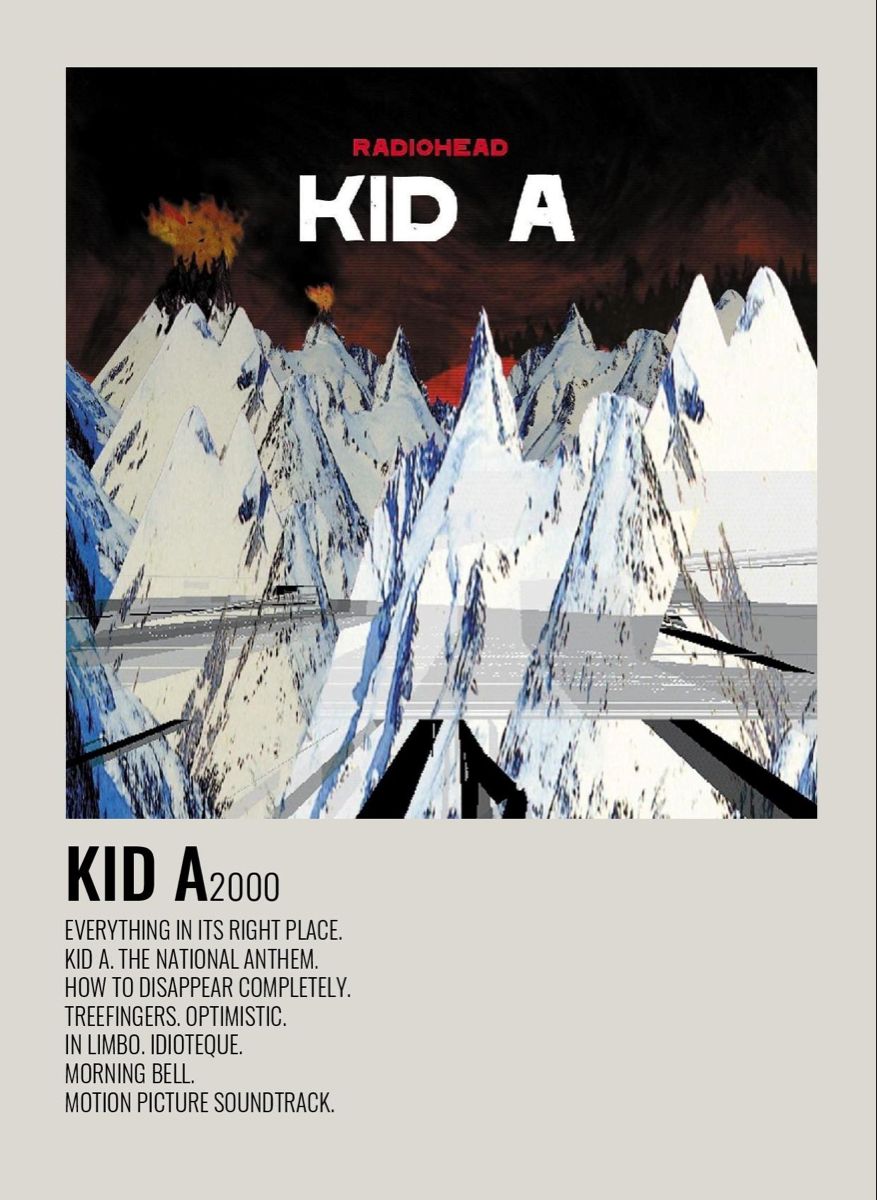 RADIOHEAD
KID A
KID A 2000
EVERYTHING IN ITS RIGHT PLACE.
KID A. THE NATIONAL ANTHEM.
HOW TO DISAPPEAR COMPLETELY.
TREEFINGERS. OPTIMISTIC.
IN LIMBO. IDIOTEQUE.
MORNING BELL.
MOTION PICTURE SOUNDTRACK.